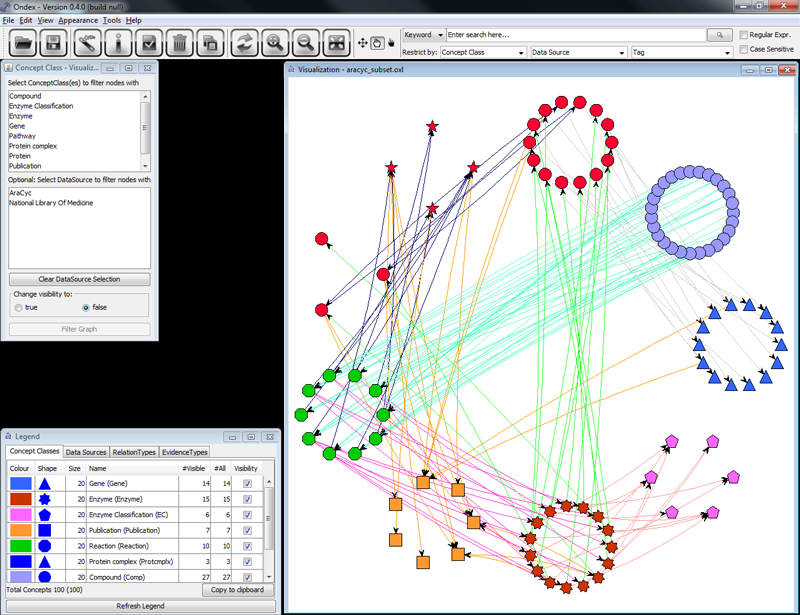 Ondex - Version 0.4.0 (build null)
File Edit View Appearance Tools Help
Keyword Enter search here... Regular Expr.
Restrict by: Concept Class Data Source Tag Case Sensitive
Concept Class - Visualiz...
Select ConceptClass(es) to filter nodes with
Compound
Enzyme Classification
Enzyme
Gene
Pathway
Protein complex
Protein
Publication
Optional: Select DataSource to filter nodes with
AraCyc
National Library Of Medicine
Clear DataSource Selection
Change visibility to:
true false
Filter Graph
Visualization - aracyc_subset.oxl
Legend
Concept Classes Data Sources RelationTypes EvidenceTypes
Colour Shape Size Name #Visible #All Visibility
20 Gene (Gene) 14 14
20 Enzyme (Enzyme) 15 15
20 Enzyme Classification (EC) 6 6
20 Publication (Publication) 7 7
20 Reaction (Reaction) 10 10
20 Protein complex (Protcmplx) 3 3
20 Compound (Comp) 27 27
Total Concepts 100 (100) Copy to clipboard
Refresh Legend